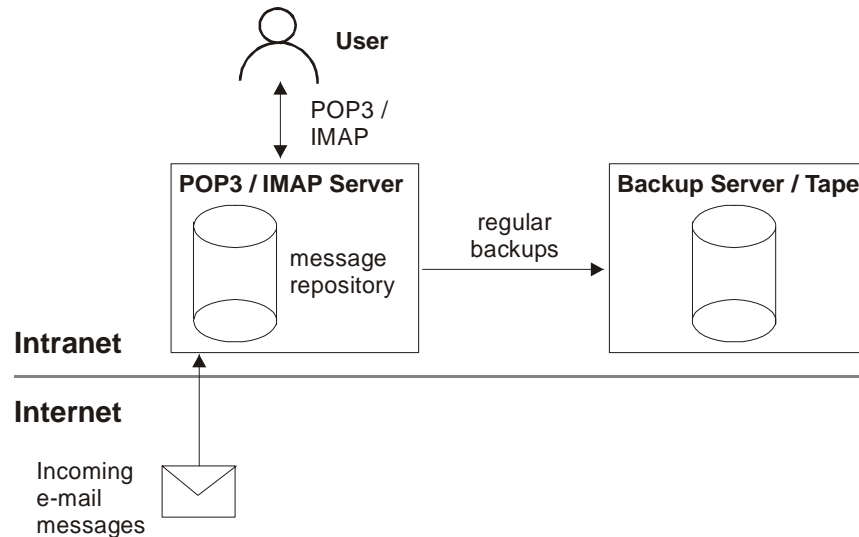 User
POP3 /
IMAP
POP3 / IMAP Server
message
repository
regular
backups
Backup Server / Tape
Intranet
Internet
Incoming
e-mail
messages